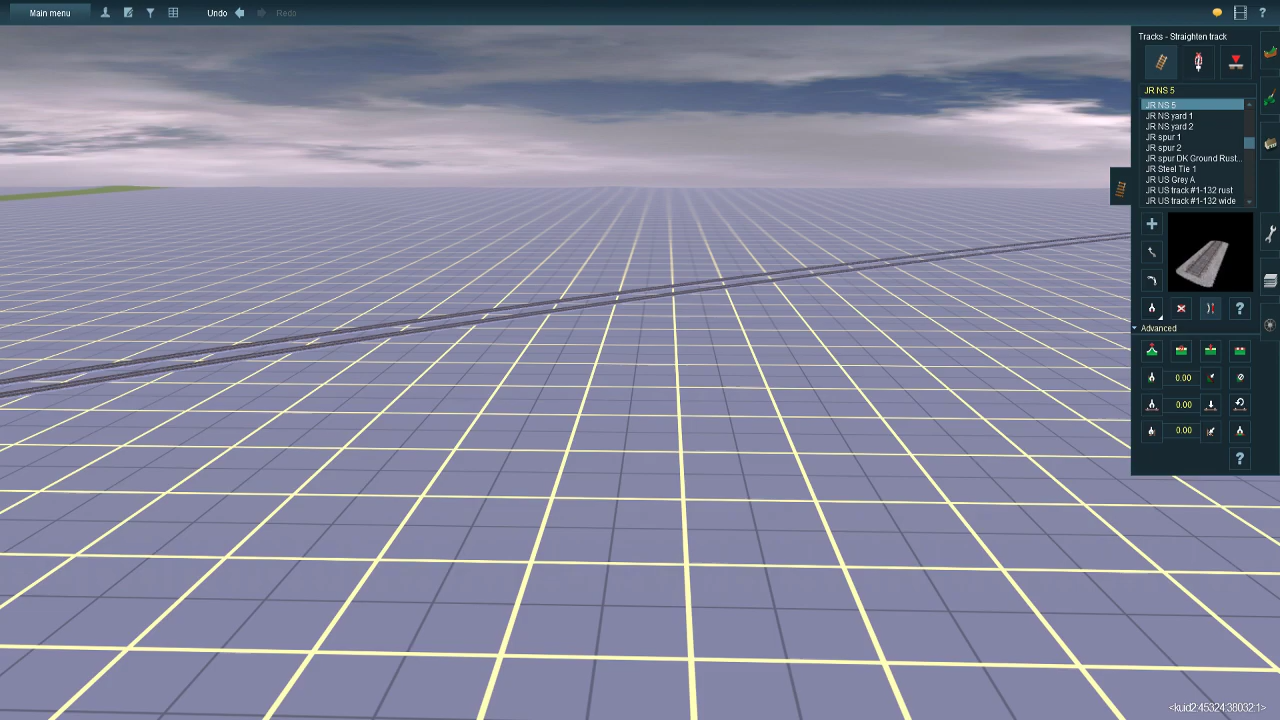 Main menu
Undo
Redo
?
Tracks - Straighten track
JR NS 5
JR NS 5
JR NS yard 1
JR NS yard 2
JR spur 1
JR spur 2
JR spur DK Ground Rust...
JR Steel Tie 1
JR US Grey A
JR US track #1-132 rust
JR US track #1-132 wide
?
Advanced
0.00
0.00
0.00
?
<kuid2:45324:38032:1>